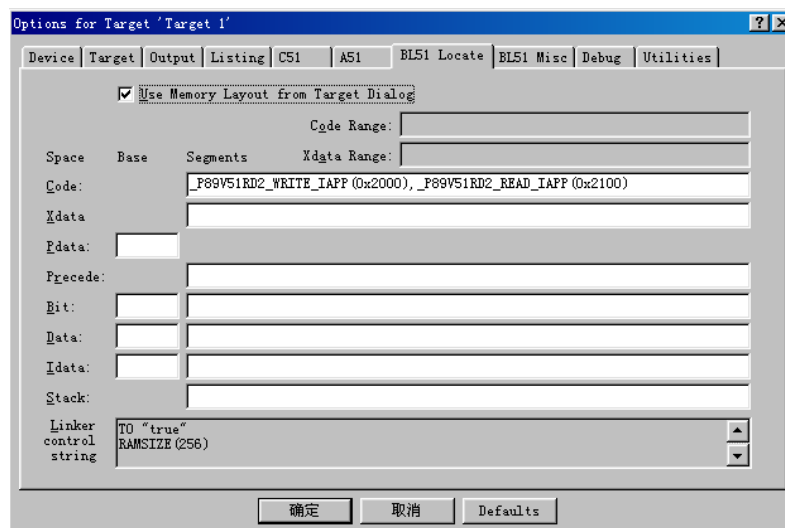 Options for Target 'Target 1'
Device Target Output Listing C51 A51 BL51 Locate BL51 Misc Debug Utilities
Use Memory Layout from Target Dialog
Code Range:
Space Base Segments Xdata Range:
Code: _P89V51RD2_WRITE_IAPP(0x2000),_P89V51RD2_READ_IAPP(0x2100)
Xdata
Pdata:
Precede:
Bit:
Data:
Idata:
Stack:
Linker control string
TO "true"
RAMSIZE(256)
确定 取消 Defaults